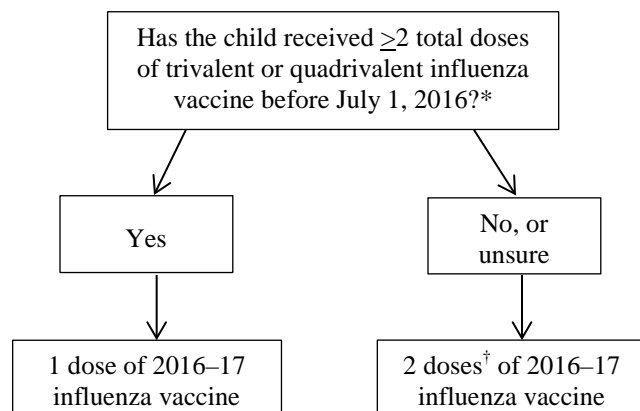 Has the child received ≥2 total doses
of trivalent or quadrivalent influenza
vaccine before July 1, 2016?*
Yes
No, or
unsure
1 dose of 2016–17
influenza vaccine
2 doses† of 2016–17
influenza vaccine